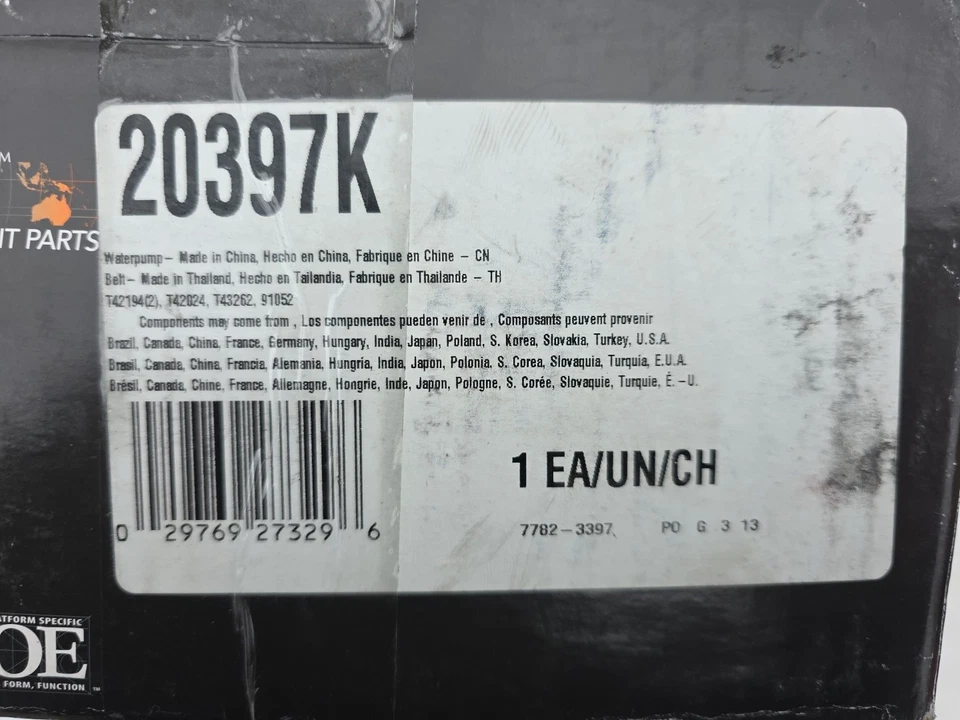 20397K
M
IT PARTS
Waterpump – Made in China, Hecho en China, Fabrique en Chine – CN
Belt– Made in Thailand, Hecho en Tailandia, Fabrique en Thailande – TH
T42194(2), T42024, T43262, 91052
Components may come from , Los componentes pueden venir de , Composants peuvent provenir
Brazil, Canada, China, France, Germany, Hungary, India, Japan, Poland, S. Korea, Slovakia, Turkey, U.S.A.
Brasil, Canada, China, Francia, Alemania, Hungria, India, Japon, Polonia, S. Corea, Slovaquia, Turquia, E.U.A.
Brésil, Canada, Chine, France, Allemagne, Hongrie, Inde, Japon, Pologne, S. Corée, Slovaquie, Turquie, É.-U.
1 EA/UN/CH
0 29769 27329 6
7782-3397 PO G 3 13
ATFORM SPECIFIC
OE
FORM, FUNCTION ™